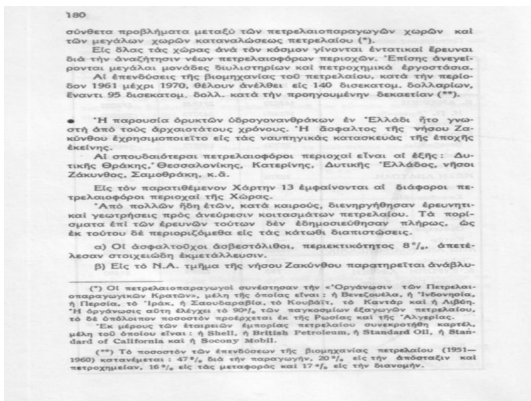 180
σύνθετα προβλήματα μεταξὺ τῶν πετρελαιοπαραγωγῶν χωρῶν καὶ
τῶν μεγάλων χωρῶν καταναλώσεως πετρελαίου (*).
Εἰς ὅλας τὰς χώρας ἀνὰ τὸν κόσμον γίνονται ἐντατικαὶ ἔρευναι
διὰ τὴν ἀναζήτησιν νέων πετρελαιοφόρων περιοχῶν. Ἐπίσης ἀνεγεί-
ρονται μεγάλαι μονάδες διυλιστηρίων καὶ πετροχημικὰ ἐργοστάσια.
Αἱ ἐπενδύσεις τῆς βιομηχανίας τοῦ πετρελαίου, κατὰ τὴν περίο-
δον 1961 μέχρι 1970, θέλουν ἀνέλθει εἰς 140 δισεκατομ. δολλαρίων,
ἔναντι 95 δισεκατομ. δολλ. κατὰ τὴν προηγουμένην δεκαετίαν (**).
• Ἡ παρουσία ὀρυκτῶν ὑδρογονανθράκων ἐν Ἑλλάδι ἦτο γνω-
στὴ ἀπὸ τοὺς ἀρχαιοτάτους χρόνους. Ἡ ἄσφαλτος τῆς νήσου Ζα-
κύνθου ἐχρησιμοποιεῖτο εἰς τὰς ναυπηγικὰς κατασκευὰς τῆς ἐποχῆς
ἐκείνης.
Αἱ σπουδαιότεραι πετρελαιοφόροι περιοχαὶ εἶναι αἱ ἑξῆς : Δυ-
τικῆς Θράκης, Θεσσαλονίκης, Κατερίνης, Δυτικῆς Ἑλλάδος, νήσου
Ζάκυνθος, Σαμοθράκη, κ.ἄ.
Εἰς τὸν παρατιθέμενον Χάρτην 13 ἐμφαίνονται αἱ διάφοροι πε-
τρελαιοφόροι περιοχαὶ τῆς Χώρας.
Ἀπὸ πολλῶν ἤδη ἐτῶν, κατὰ καιρούς, διενηργήθησαν ἐρευνητι-
καὶ γεωτρήσεις πρὸς ἀνεύρεσιν κοιτασμάτων πετρελαίου. Τὰ πορί-
σματα ἐπὶ τῶν ἐρευνῶν τούτων δὲν ἐδημοσιεύθησαν πλήρως, ὡς
ἐκ τούτου δὲ περιοριζόμεθα εἰς τὰς κάτωθι διαπιστώσεις.
α) Οἱ ἀσφαλτοῦχοι ἀσβεστόλιθοι, περιεκτικότητος 8%, ἀπετέ-
λεσαν στοιχειώδη ἐκμετάλλευσιν.
β) Εἰς τὸ Ν.Α. τμῆμα τῆς νήσου Ζακύνθου παρατηρεῖται ἀνάβλυ-
(*) Οἱ πετρελαιοπαραγωγοὶ συνέστησαν τὴν «Ὀργάνωσιν τῶν Πετρελαι-
οπαραγωγικῶν Κρατῶν», μέλη τῆς ὁποίας εἶναι : ἡ Βενεζουέλα, ἡ Ἰνδονησία,
ἡ Περσία, τὸ Ἰράκ, ἡ Σαουδαραβία, τὸ Κουβάϊτ, τὸ Καντὰρ καὶ ἡ Λιβύη.
Ἡ ὀργάνωσις αὕτη ἐλέγχει τὸ 90% τῶν παγκοσμίων ἐξαγωγῶν πετρελαίου,
τὸ δὲ ὑπόλοιπον ποσοστὸν προέρχεται ἐκ τῆς Ρωσίας καὶ τῆς Ἀλγερίας.
Ἐκ μέρους τῶν ἑταιρειῶν ἐμπορίας πετρελαίου συνεκροτήθη καρτέλ,
μέλη τοῦ ὁποίου εἶναι : ἡ Shell, ἡ British Petroleum, ἡ Standard Oil, ἡ Stan-
dard of California καὶ ἡ Socony Mobil.
(**) Τὸ ποσοστὸν τῶν ἐπενδύσεων τῆς βιομηχανίας πετρελαίου (1951—
1960) κατανέμεται : 47% διὰ τὴν παραγωγήν, 20% εἰς τὴν ἀπόσταξιν καὶ
πετροχημείαν, 16% εἰς τὰς μεταφορὰς καὶ 17% εἰς τὴν διανομήν.